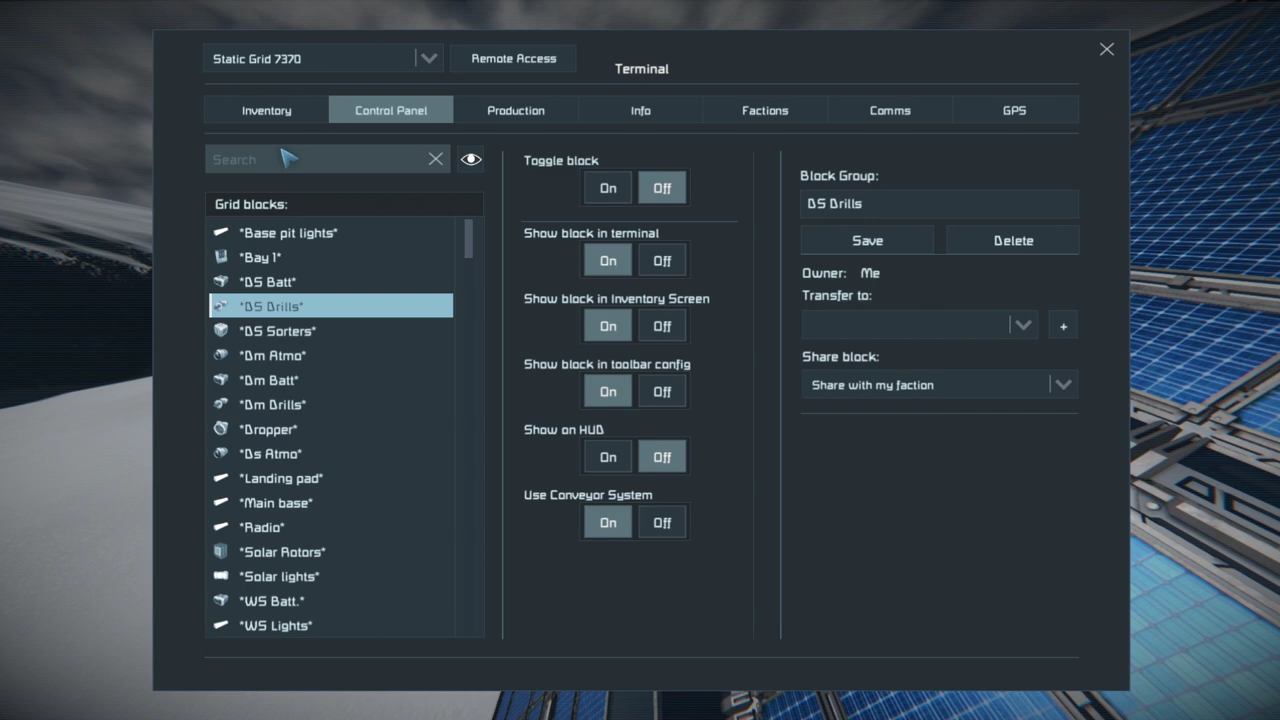 Static Grid 7370
Remote Access
Terminal
Inventory
Control Panel
Production
Info
Factions
Comms
GPS
Search
Grid blocks:
*Base pit lights*
*Bay 1*
*DS Batt*
*DS Drills*
*DS Sorters*
*Dm Atmo*
*Dm Batt*
*Dm Drills*
*Dropper*
*Ds Atmo*
*Landing pad*
*Main base*
*Radio*
*Solar Rotors*
*Solar lights*
*WS Batt.*
*WS Lights*
Toggle block
On Off
Show block in terminal
On Off
Show block in Inventory Screen
On Off
Show block in toolbar config
On Off
Show on HUD
On Off
Use Conveyor System
On Off
Block Group:
DS Drills
Save Delete
Owner: Me
Transfer to:
+
Share block:
Share with my faction